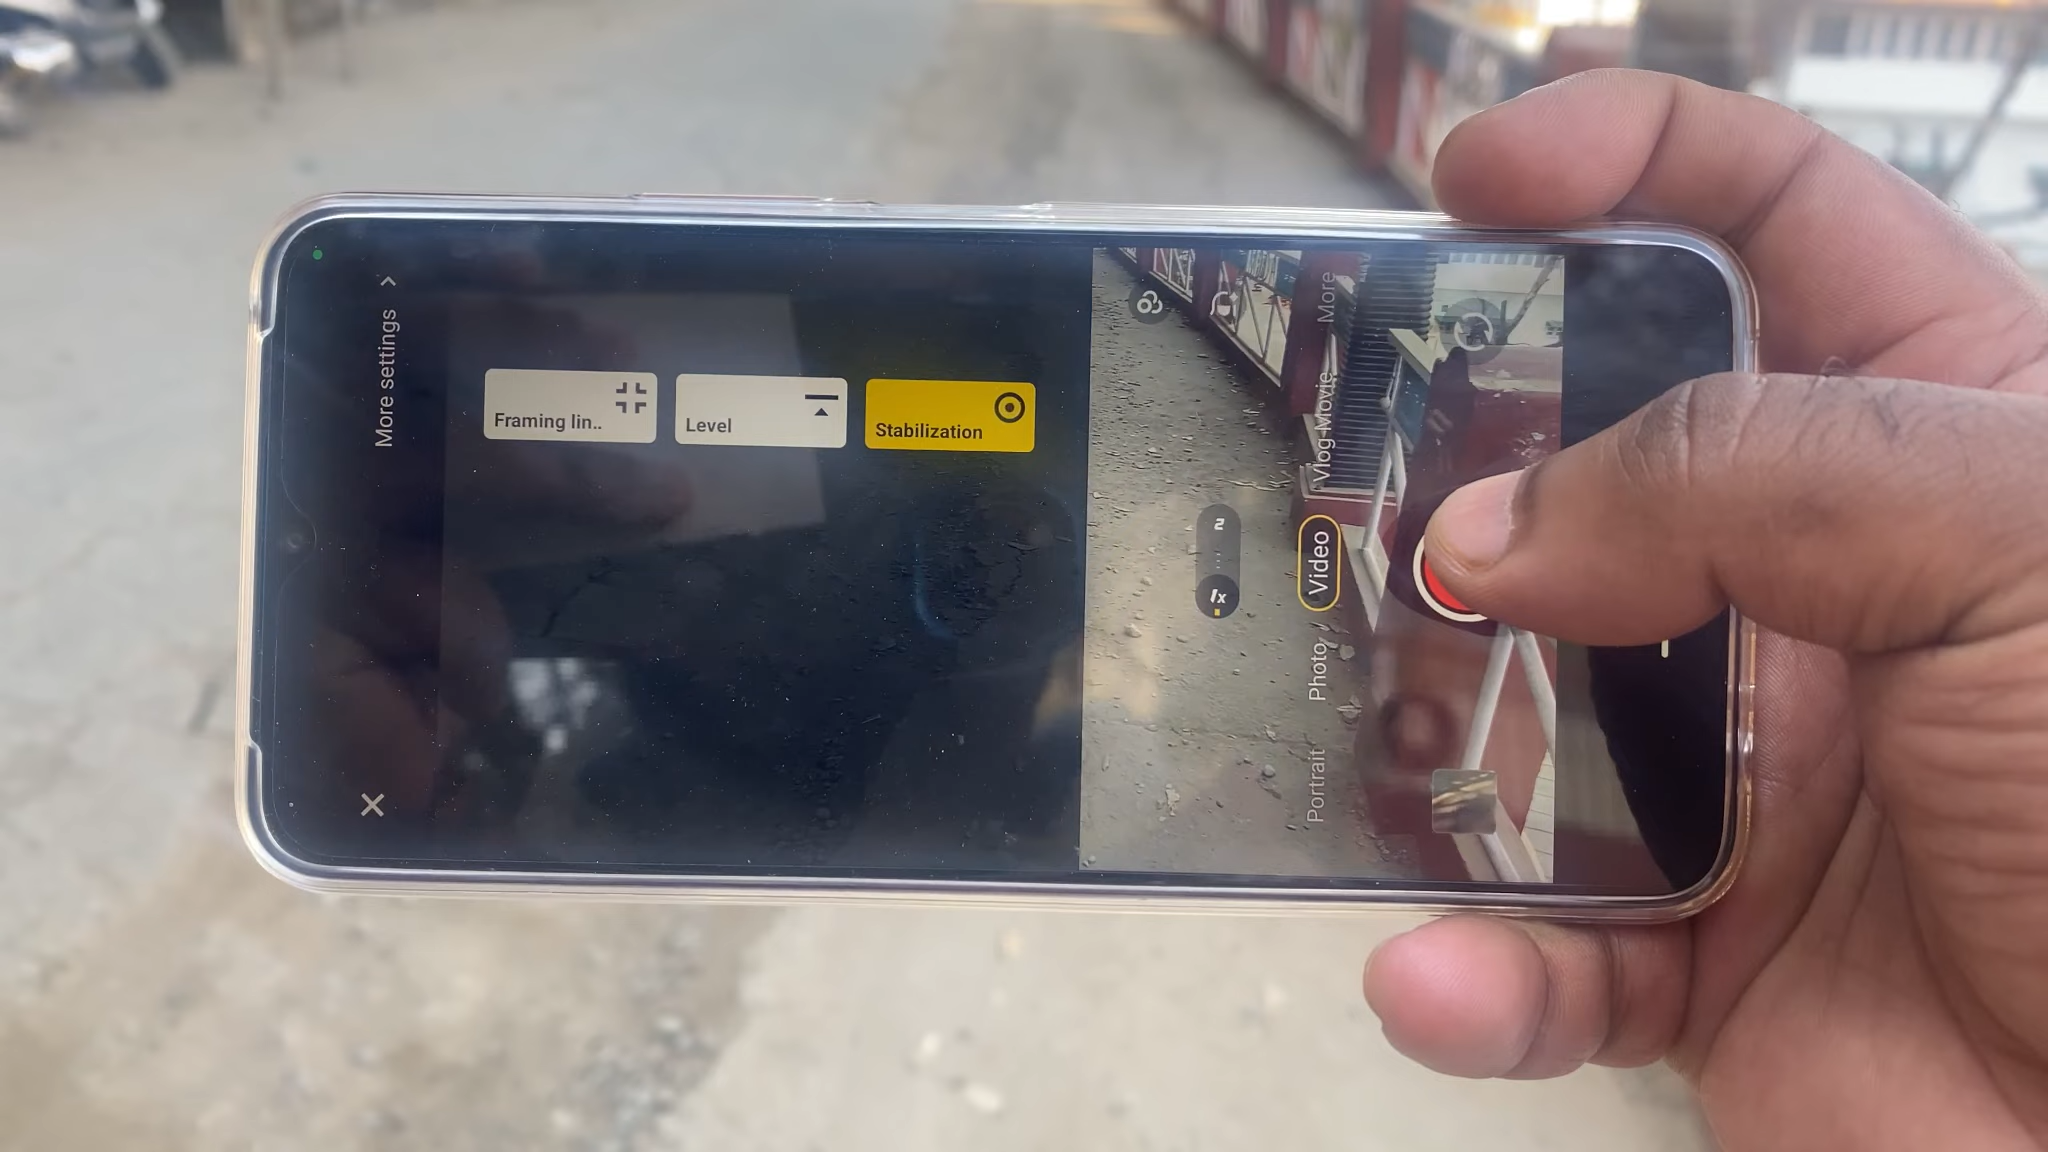 More settings
Framing lin..
Level
Stabilization
2
1x
Portrait
Photo
Video
Vlog Movie
More